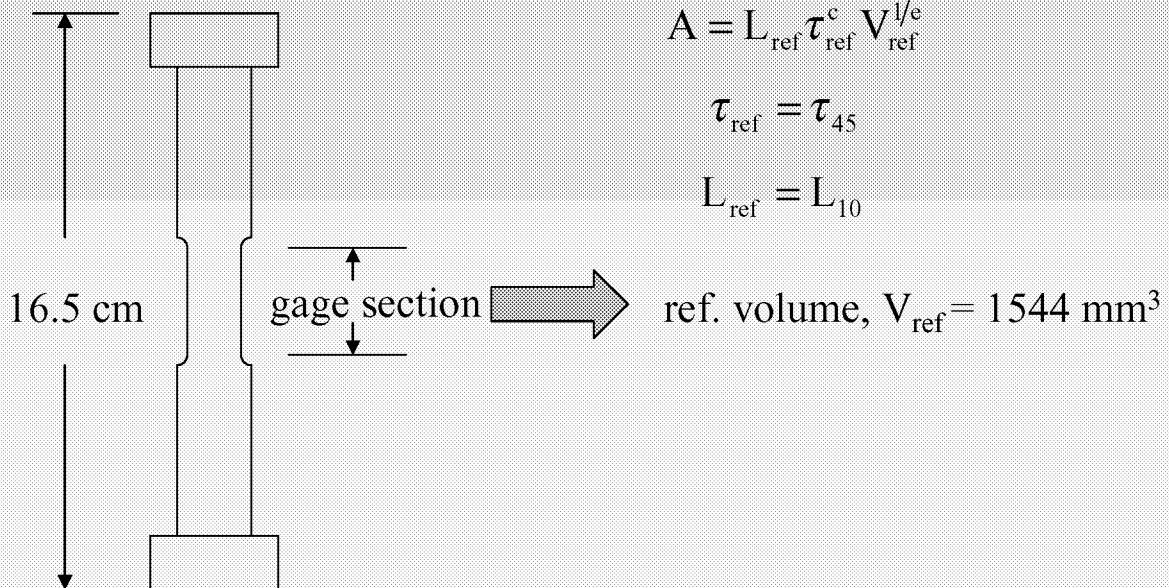 A = L_ref τ_ref^c V_ref^1/e
τ_ref = τ_45
L_ref = L_10
16.5 cm
gage section
ref. volume, V_ref = 1544 mm³